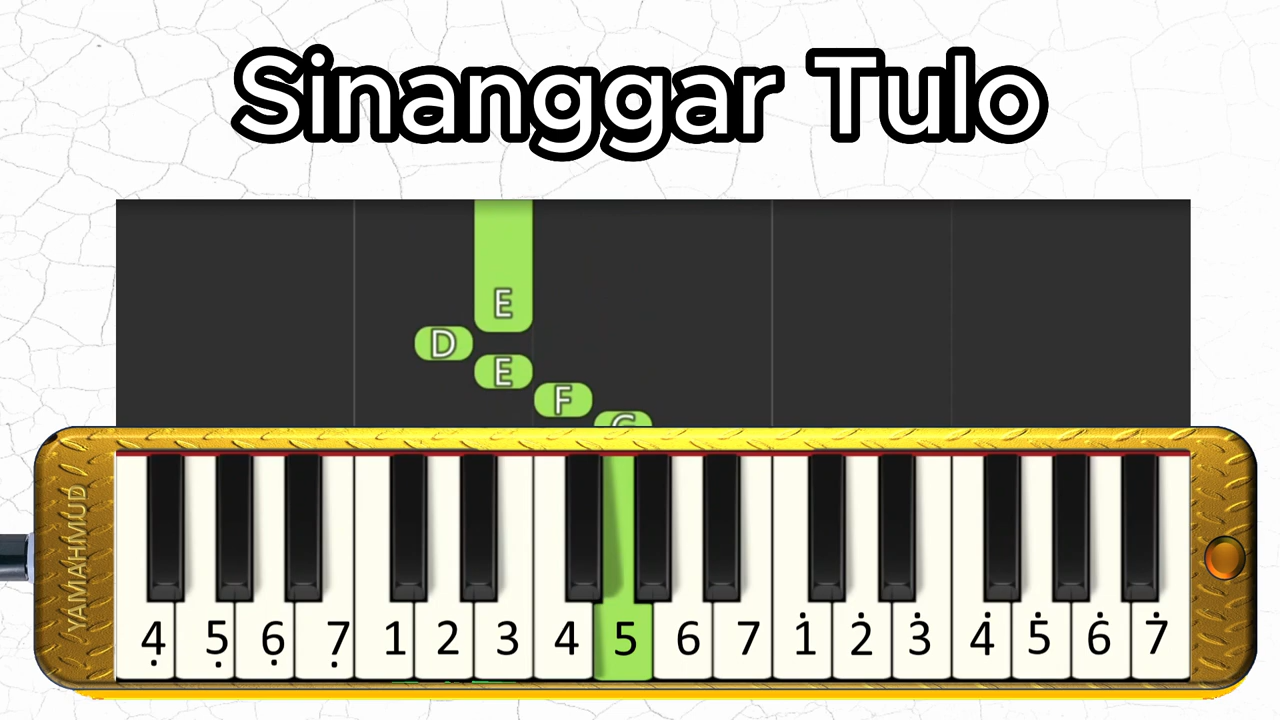 Sinanggar Tulo
E
D
E
F
G
YAMAHMUD
4̣ 5̣ 6̣ 7̣ 1 2 3 4 5 6 7 1̇ 2̇ 3̇ 4̇ 5̇ 6̇ 7̇